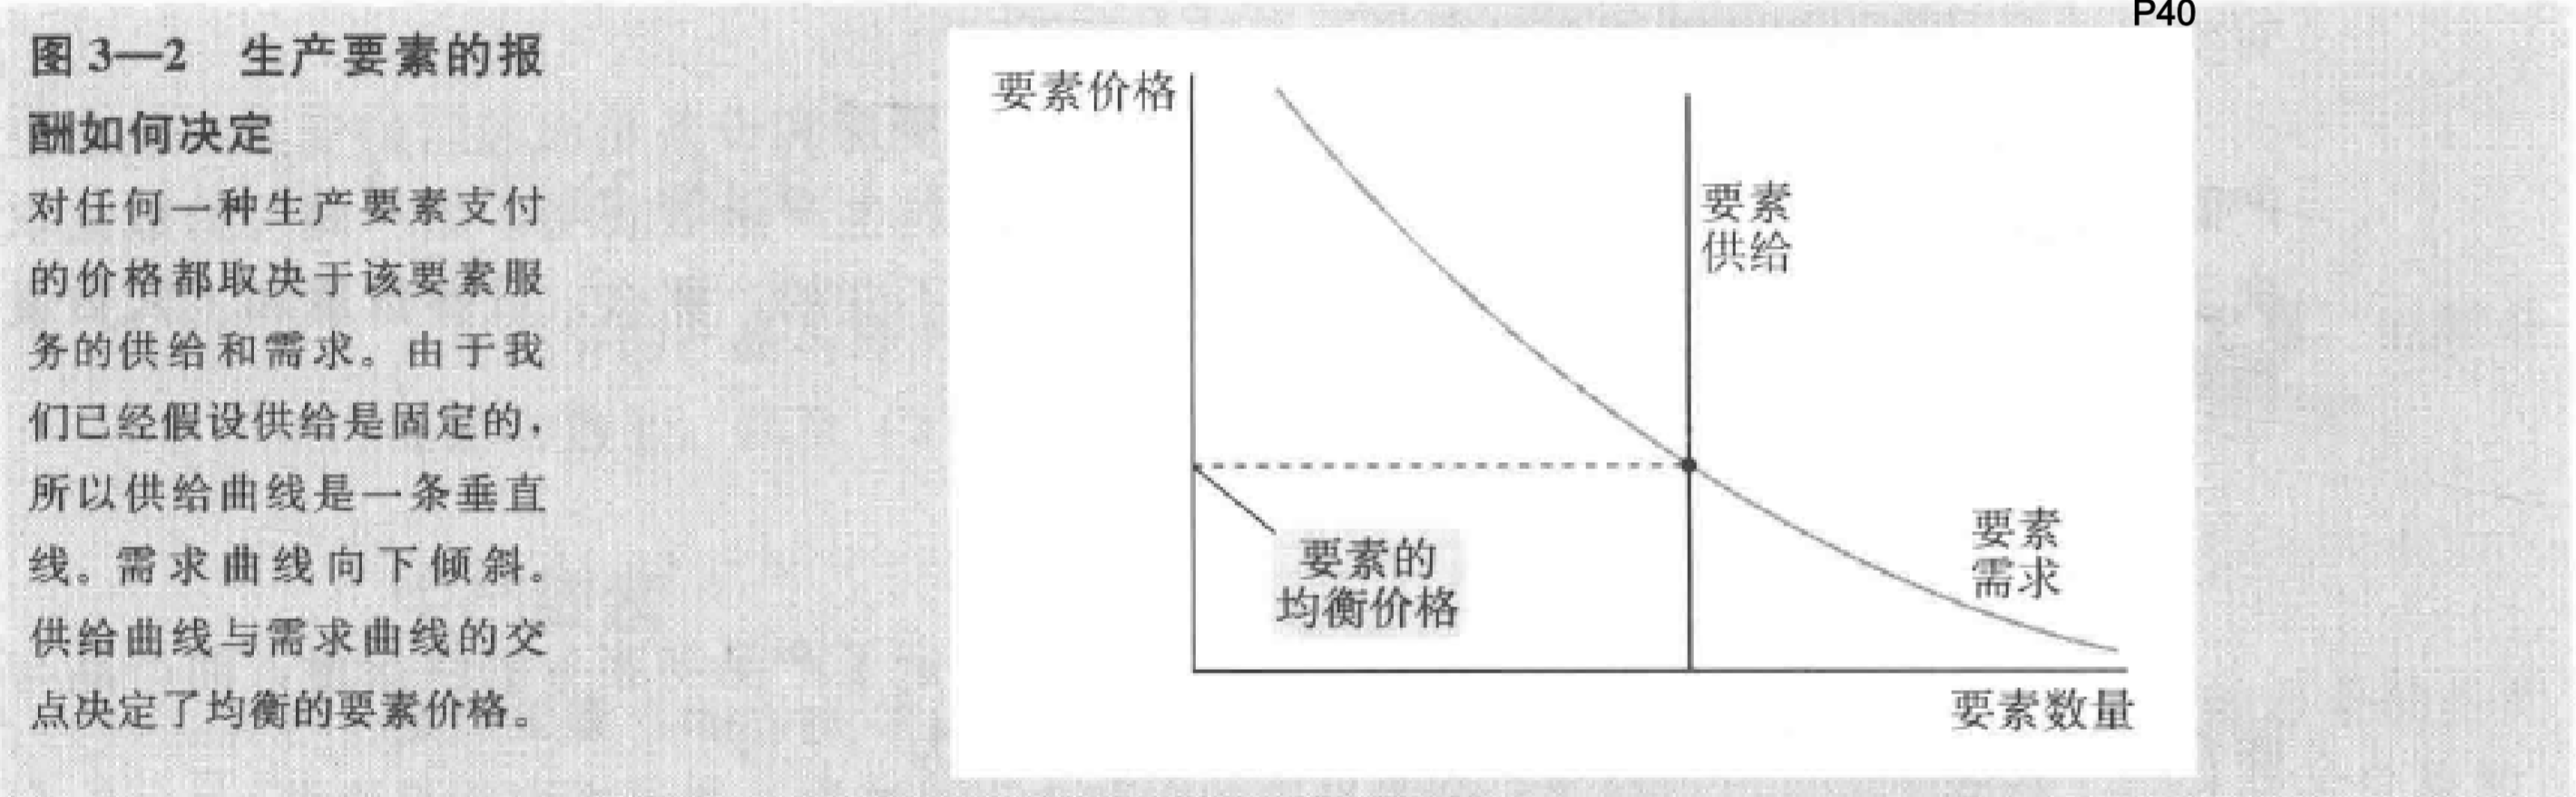 P40
图 3—2 生产要素的报
酬如何决定
对任何一种生产要素支付
的价格都取决于该要素服
务的供给和需求。由于我
们已经假设供给是固定的，
所以供给曲线是一条垂直
线。需求曲线向下倾斜。
供给曲线与需求曲线的交
点决定了均衡的要素价格。
要素价格
要素
供给
要素的
均衡价格
要素
需求
要素数量